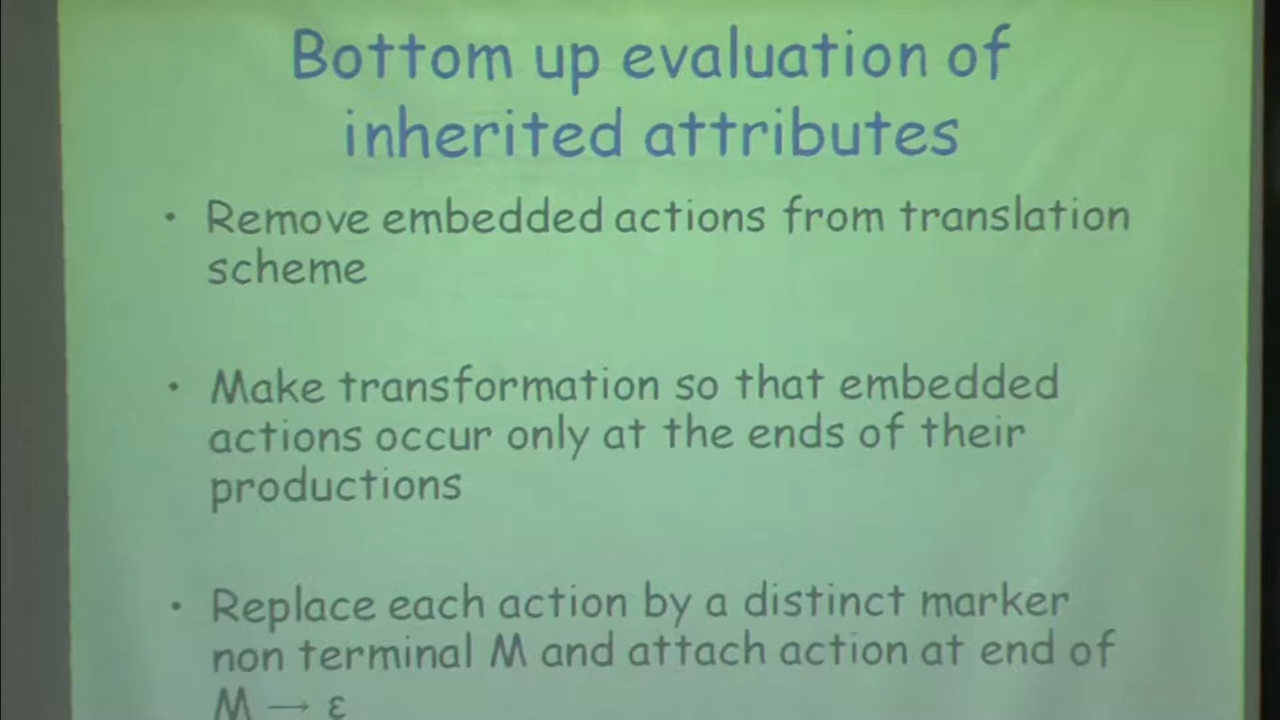 Bottom up evaluation of
inherited attributes
• Remove embedded actions from translation
scheme
• Make transformation so that embedded
actions occur only at the ends of their
productions
• Replace each action by a distinct marker
non terminal M and attach action at end of
M → ε